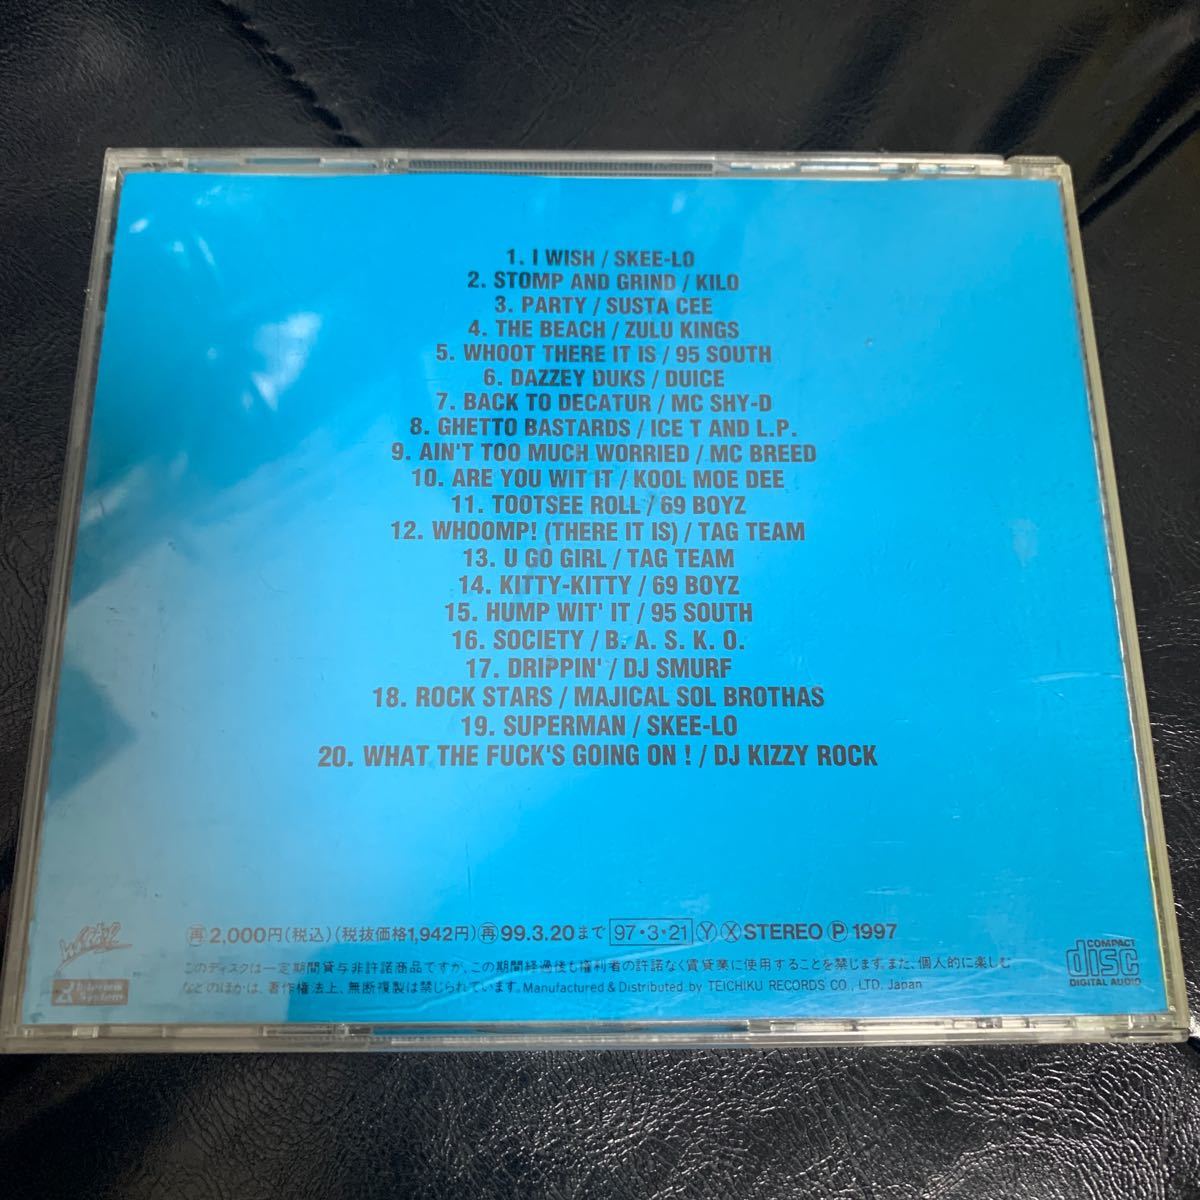 1. I WISH / SKEE-LO
2. STOMP AND GRIND / KILO
3. PARTY / SUSTA CEE
4. THE BEACH / ZULU KINGS
5. WHOOT THERE IT IS / 95 SOUTH
6. DAZZEY DUKS / DUICE
7. BACK TO DECATUR / MC SHY-D
8. GHETTO BASTARDS / ICE T AND L.P.
9. AIN'T TOO MUCH WORRIED / MC BREED
10. ARE YOU WIT IT / KOOL MOE DEE
11. TOOTSEE ROLL / 69 BOYZ
12. WHOOMP! (THERE IT IS) / TAG TEAM
13. U GO GIRL / TAG TEAM
14. KITTY-KITTY / 69 BOYZ
15. HUMP WIT' IT / 95 SOUTH
16. SOCIETY / B. A. S. K. O.
17. DRIPPIN' / DJ SMURF
18. ROCK STARS / MAJICAL SOL BROTHAS
19. SUPERMAN / SKEE-LO
20. WHAT THE FUCK'S GOING ON ! / DJ KIZZY ROCK
㊞2,000円(税込)(税抜価格1,942円)再99.3.20まで 97・3・21 Ⓨ Ⓧ STEREO Ⓟ 1997
このディスクは一定期間貸与非許諾商品ですが、この期間経過後も権利者の許諾なく賃貸業に使用することを禁じます。また、個人的に楽しむ
などのほかは、著作権法上、無断複製は禁じられています。Manufactured & Distributed by TEICHIKU RECORDS CO., LTD. Japan
COMPACT
disc
DIGITAL AUDIO